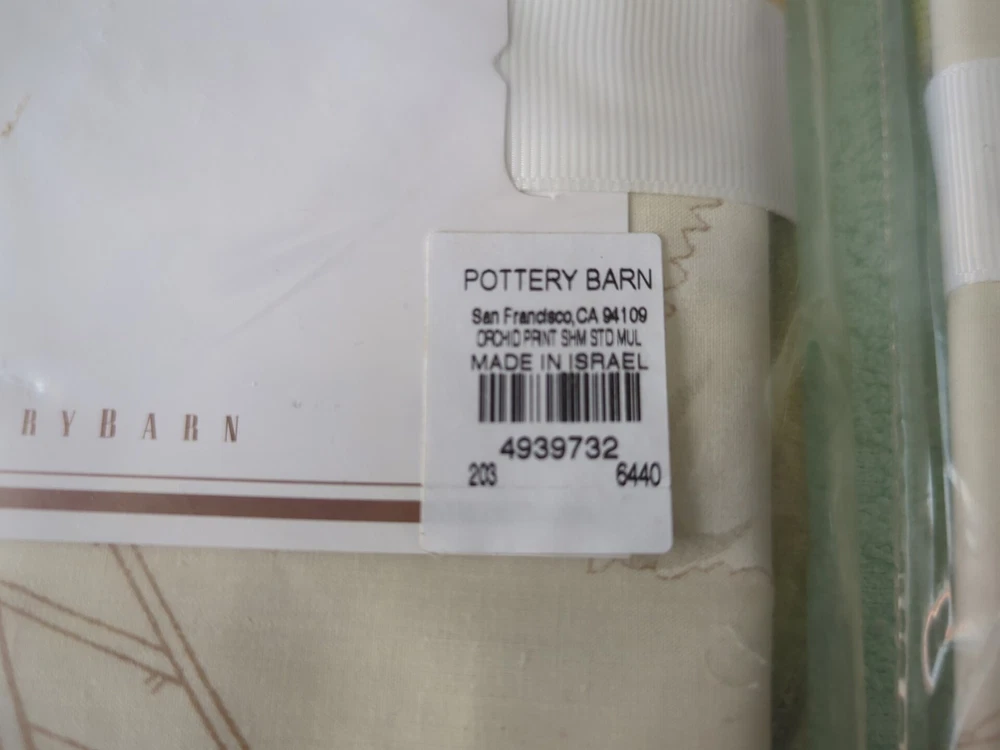 POTTERY BARN
San Francisco, CA 94109
ORCHID PRINT SHM STD MUL
MADE IN ISRAEL
4939732
203 6440
RYBARN